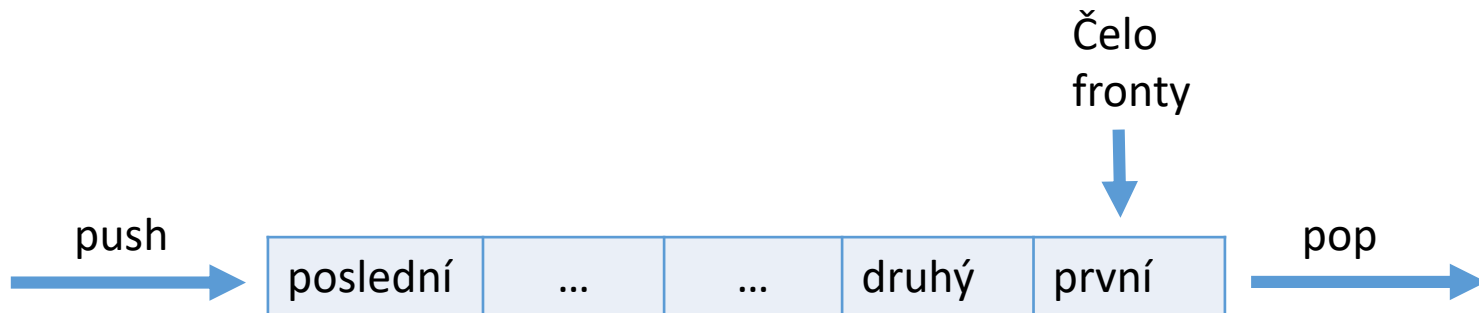 Čelo
fronty
push
poslední … … druhý první
pop